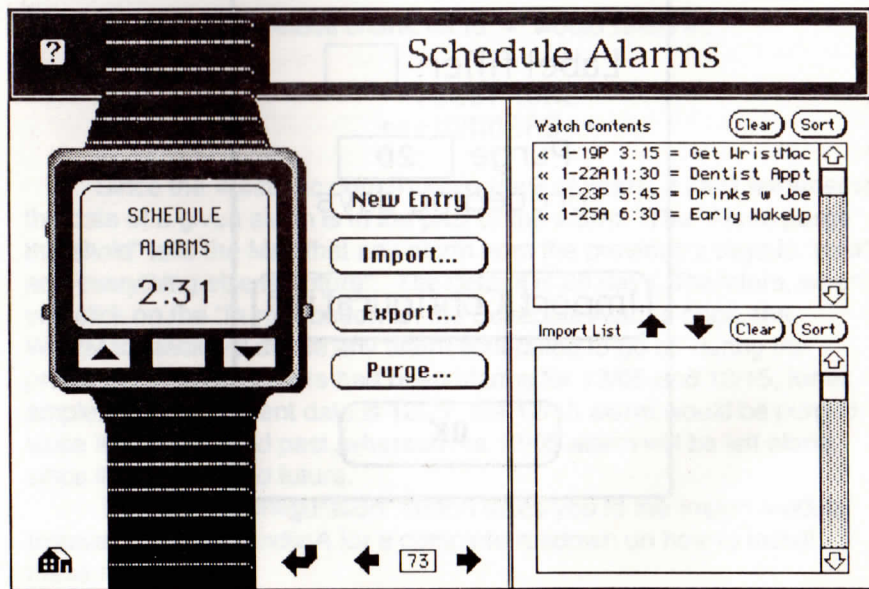 ?
Schedule Alarms
SCHEDULE
ALARMS
2:31
New Entry
Import...
Export...
Purge...
73
Watch Contents
Clear
Sort
« 1-19P 3:15 = Get WristMac
« 1-22A11:30 = Dentist Appt
« 1-23P 5:45 = Drinks w Joe
« 1-25A 6:30 = Early WakeUp
Import List
Clear
Sort